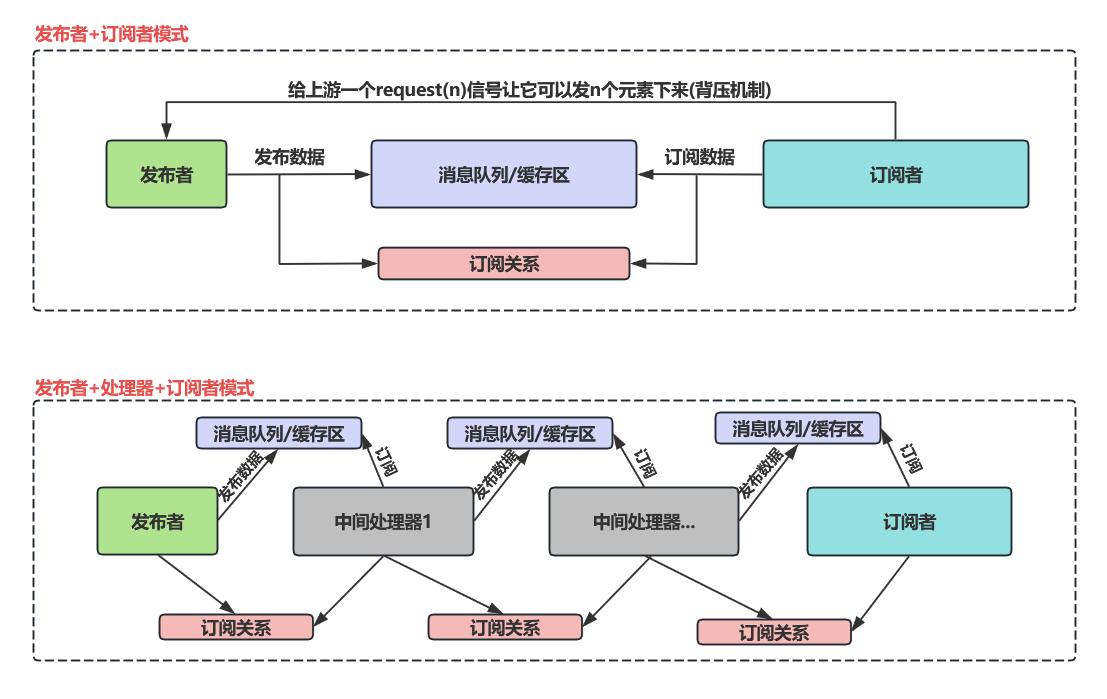 发布者+订阅者模式
给上游一个request(n)信号让它可以发n个元素下来(背压机制)
发布者
发布数据
消息队列/缓存区
订阅数据
订阅者
订阅关系
发布者+处理器+订阅者模式
消息队列/缓存区
消息队列/缓存区
消息队列/缓存区
发布数据
订阅
发布数据
订阅
发布数据
订阅
发布者
中间处理器1
中间处理器...
订阅者
订阅关系
订阅关系
订阅关系